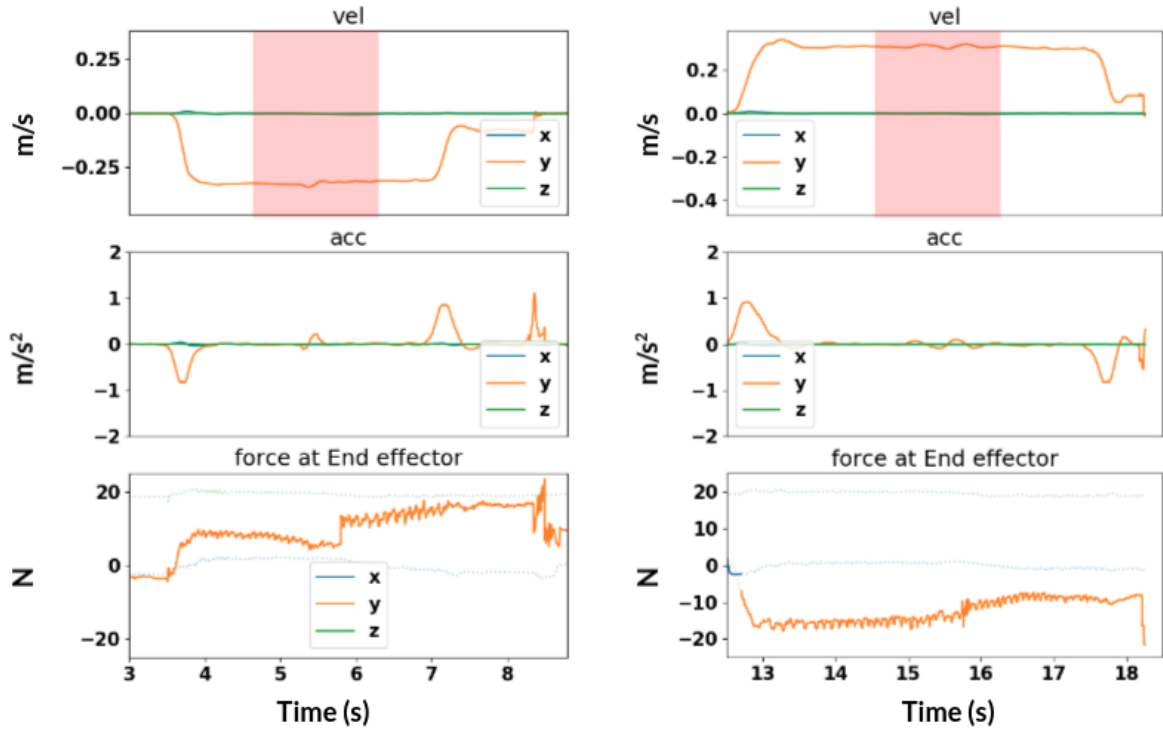 vel
0.25
0.00
−0.25
m/s
x
y
z
acc
2
1
0
−1
−2
m/s²
x
y
z
force at End effector
20
0
−20
N
x
y
z
3 4 5 6 7 8
Time (s)
vel
0.2
0.0
−0.2
−0.4
m/s
x
y
z
acc
2
1
0
−1
−2
m/s²
x
y
z
force at End effector
20
10
0
−10
−20
N
13 14 15 16 17 18
Time (s)